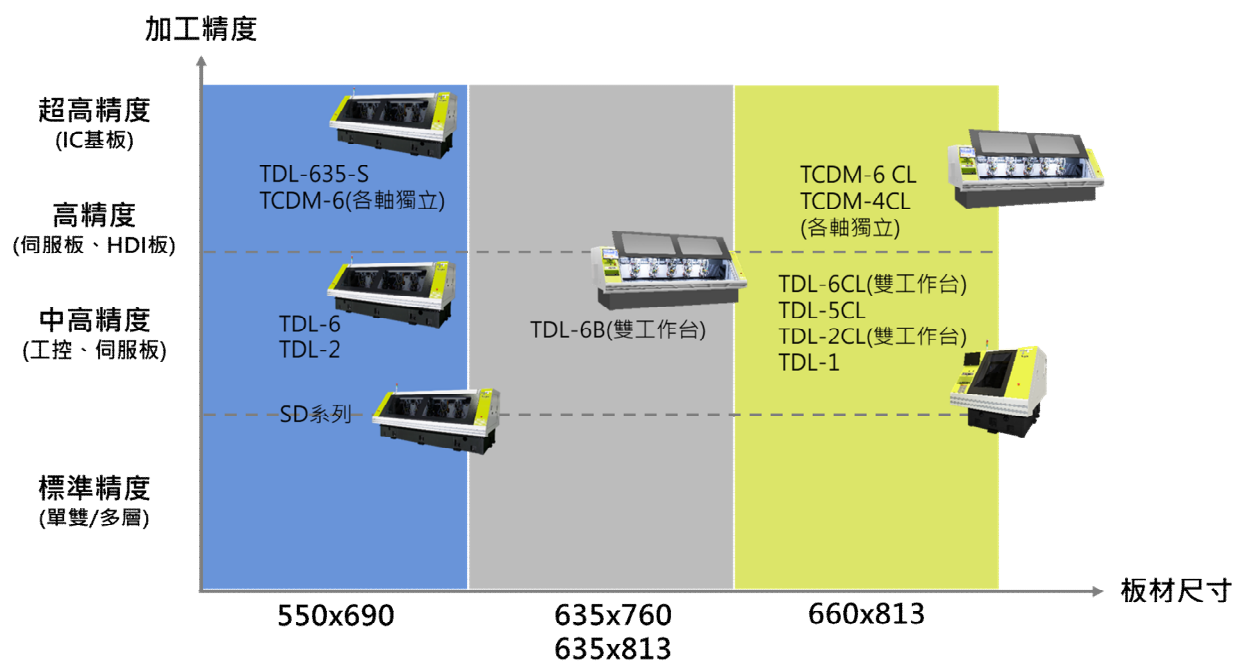 加工精度
超高精度
(IC基板)
高精度
(伺服板、HDI板)
中高精度
(工控、伺服板)
標準精度
(單雙/多層)
TDL-635-S
TCDM-6(各軸獨立)
TDL-6
TDL-2
SD系列
TDL-6B(雙工作台)
TCDM-6 CL
TCDM-4CL
(各軸獨立)
TDL-6CL(雙工作台)
TDL-5CL
TDL-2CL(雙工作台)
TDL-1
板材尺寸
550x690
635x760
635x813
660x813